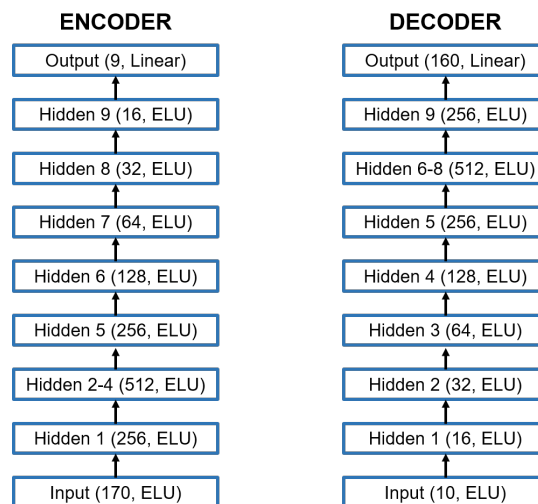 ENCODER
Output (9, Linear)
Hidden 9 (16, ELU)
Hidden 8 (32, ELU)
Hidden 7 (64, ELU)
Hidden 6 (128, ELU)
Hidden 5 (256, ELU)
Hidden 2-4 (512, ELU)
Hidden 1 (256, ELU)
Input (170, ELU)
DECODER
Output (160, Linear)
Hidden 9 (256, ELU)
Hidden 6-8 (512, ELU)
Hidden 5 (256, ELU)
Hidden 4 (128, ELU)
Hidden 3 (64, ELU)
Hidden 2 (32, ELU)
Hidden 1 (16, ELU)
Input (10, ELU)